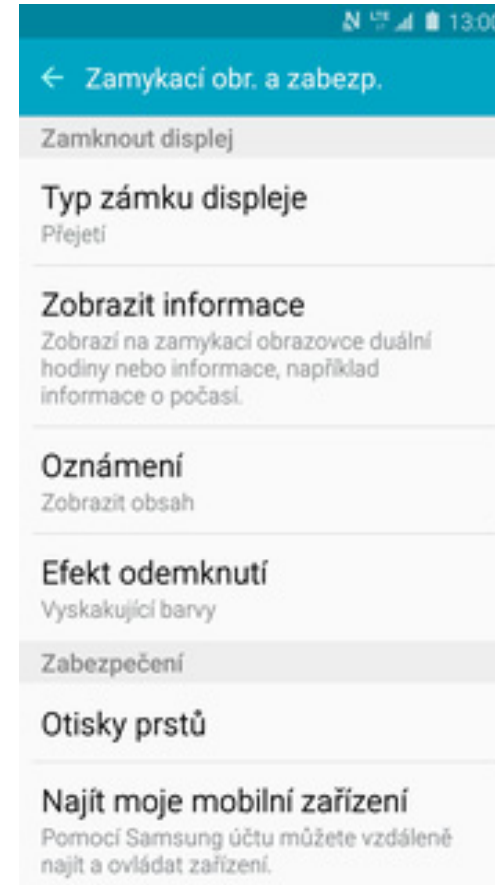 LTE 13:00
← Zamykací obr. a zabezp.
Zamknout displej
Typ zámku displeje
Přejetí
Zobrazit informace
Zobrazí na zamykací obrazovce duální
hodiny nebo informace, například
informace o počasí.
Oznámení
Zobrazit obsah
Efekt odemknutí
Vyskakující barvy
Zabezpečení
Otisky prstů
Najít moje mobilní zařízení
Pomocí Samsung účtu můžete vzdáleně
najít a ovládat zařízení.